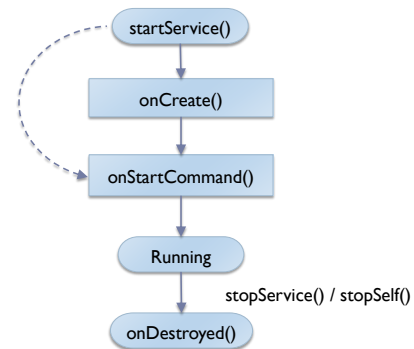 startService()
onCreate()
onStartCommand()
Running
stopService() / stopSelf()
onDestroyed()